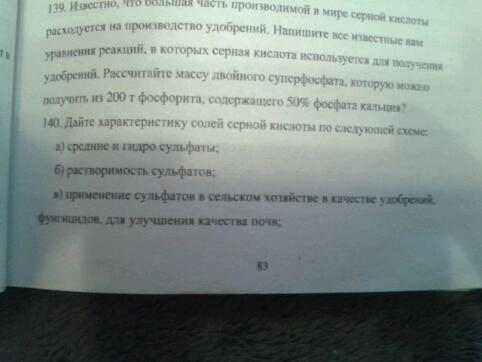 139. Известно, что большая часть производимой в мире серной кислоты
расходуется на производство удобрений. Напишите все известные вам
уравнения реакций, в которых серная кислота используется для получения
удобрений. Рассчитайте массу двойного суперфосфата, которую можно
получить из 200 т фосфорита, содержащего 50% фосфата кальция?
140. Дайте характеристику солей серной кислоты по следующей схеме:
а) средние и гидро сульфаты;
б) растворимость сульфатов;
в) применение сульфатов в сельском хозяйстве в качестве удобрений,
фунгицидов, для улучшения качества почв;
83